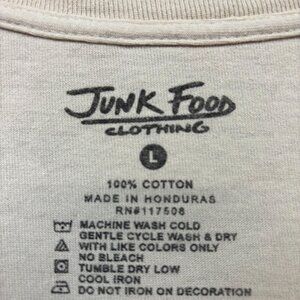 JUNK FOOD
CLOTHING
L
100% COTTON
MADE IN HONDURAS
RN#117508
MACHINE WASH COLD
GENTLE CYCLE WASH & DRY
WITH LIKE COLORS ONLY
NO BLEACH
TUMBLE DRY LOW
COOL IRON
DO NOT IRON ON DECORATION